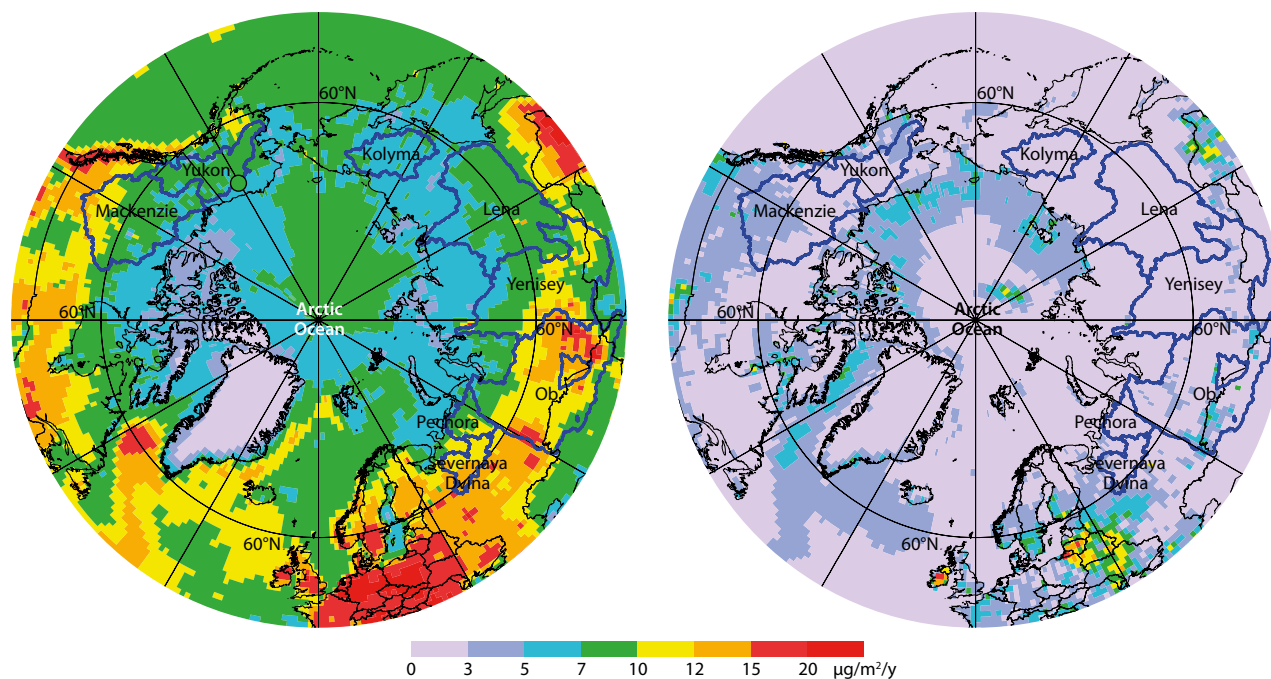 60°N
Kolyma
Yukon
Mackenzie
Lena
Yenisey
60°N
Arctic
Ocean
60°N
Ob
Pechora
Severnaya
Dvina
60°N
60°N
Kolyma
Yukon
Mackenzie
Lena
Yenisey
60°N
Arctic
Ocean
60°N
Ob
Pechora
Severnaya
Dvina
60°N
0 3 5 7 10 12 15 20 µg/m²/y